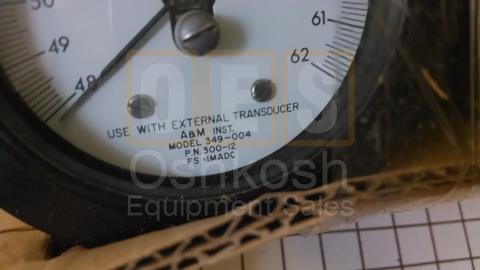 50
49
48
61
62
USE WITH EXTERNAL TRANSDUCER
A&M INST.
MODEL 349-004
P.N. 300-12
FS =1MADC
OES
Oshkosh
Equipment Sales